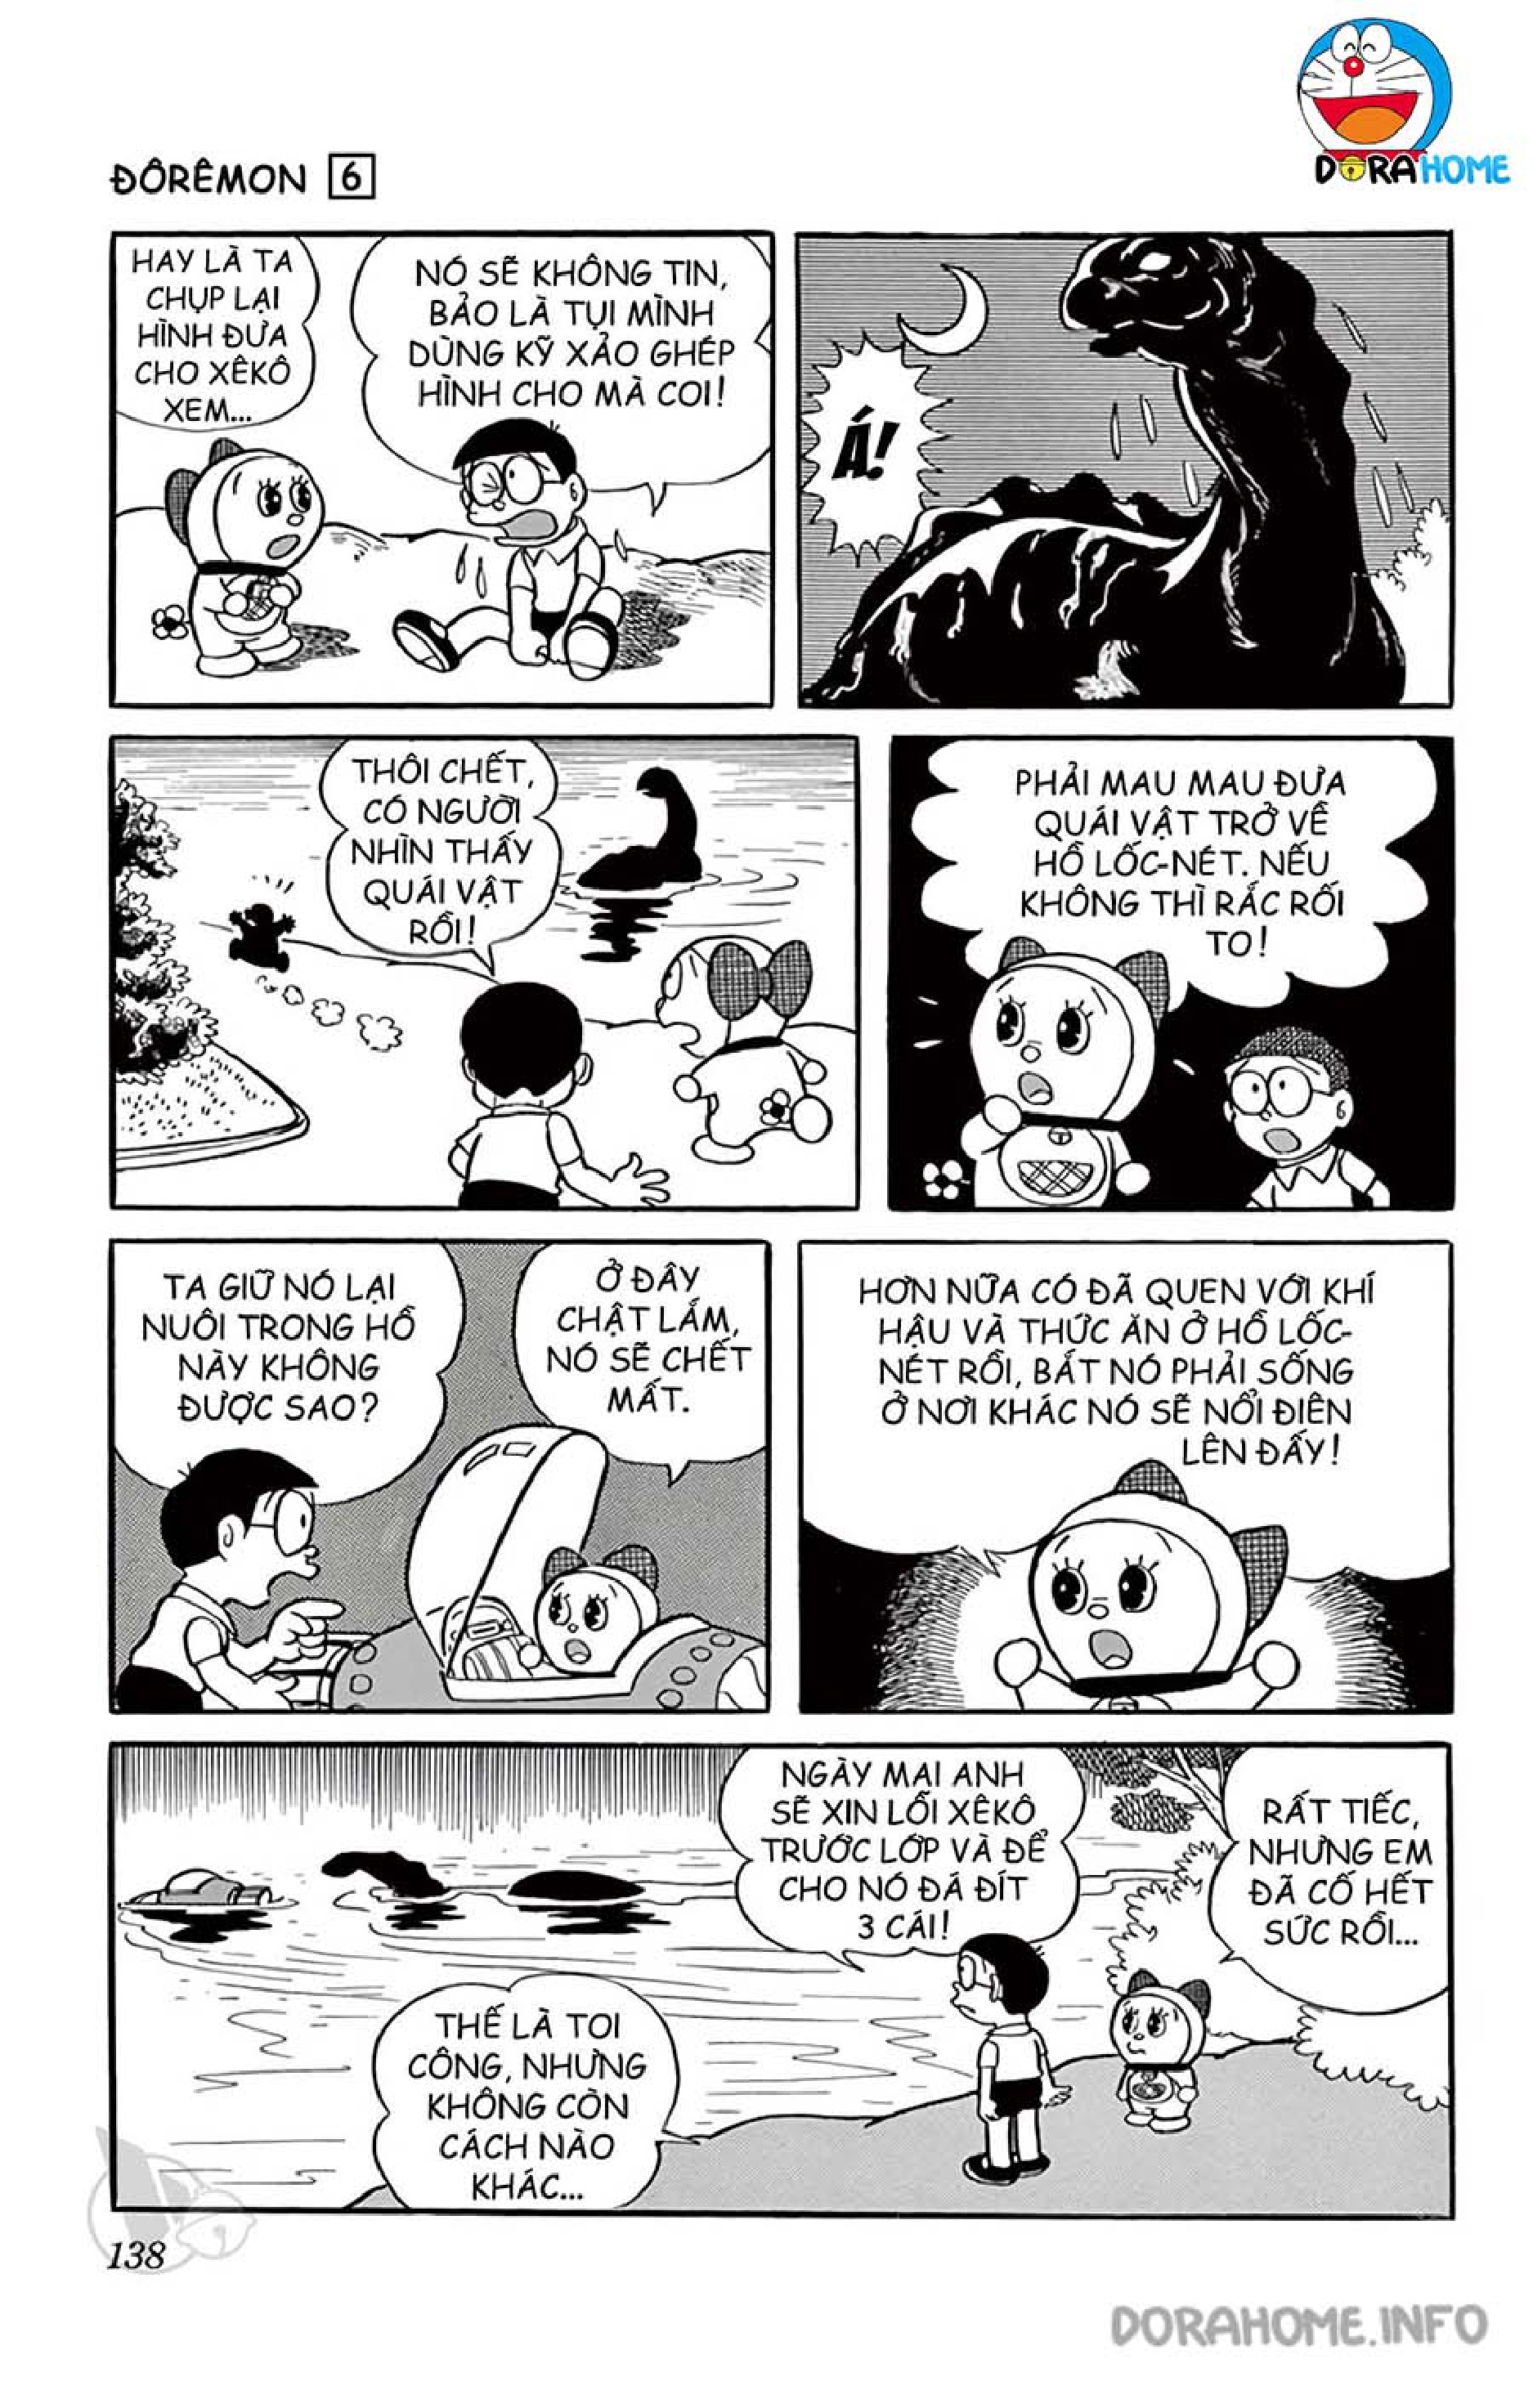 DORAHOME
ĐÔRÊMON 6
HAY LÀ TA
CHỤP LẠI
HÌNH ĐƯA
CHO XÊKÔ
XEM...
NÓ SẼ KHÔNG TIN,
BẢO LÀ TỤI MÌNH
DÙNG KỸ XẢO GHÉP
HÌNH CHO MÀ COI!
Á!
THÔI CHẾT,
CÓ NGƯỜI
NHÌN THẤY
QUÁI VẬT
RỒI!
PHẢI MAU MAU ĐƯA
QUÁI VẬT TRỞ VỀ
HỒ LỐC-NÉT. NẾU
KHÔNG THÌ RẮC RỐI
TO!
TA GIỮ NÓ LẠI
NUÔI TRONG HỒ
NÀY KHÔNG
ĐƯỢC SAO?
Ở ĐÂY
CHẬT LẮM,
NÓ SẼ CHẾT
MẤT.
HƠN NỮA CÓ ĐÃ QUEN VỚI KHÍ
HẬU VÀ THỨC ĂN Ở HỒ LỐC-
NÉT RỒI, BẮT NÓ PHẢI SỐNG
Ở NƠI KHÁC NÓ SẼ NỔI ĐIÊN
LÊN ĐẤY!
NGÀY MAI ANH
SẼ XIN LỖI XÊKÔ
TRƯỚC LỚP VÀ ĐỂ
CHO NÓ ĐÁ ĐÍT
3 CÁI!
RẤT TIẾC,
NHƯNG EM
ĐÃ CỐ HẾT
SỨC RỒI...
THẾ LÀ TOI
CÔNG, NHƯNG
KHÔNG CÒN
CÁCH NÀO
KHÁC...
138
DORAHOME.INFO